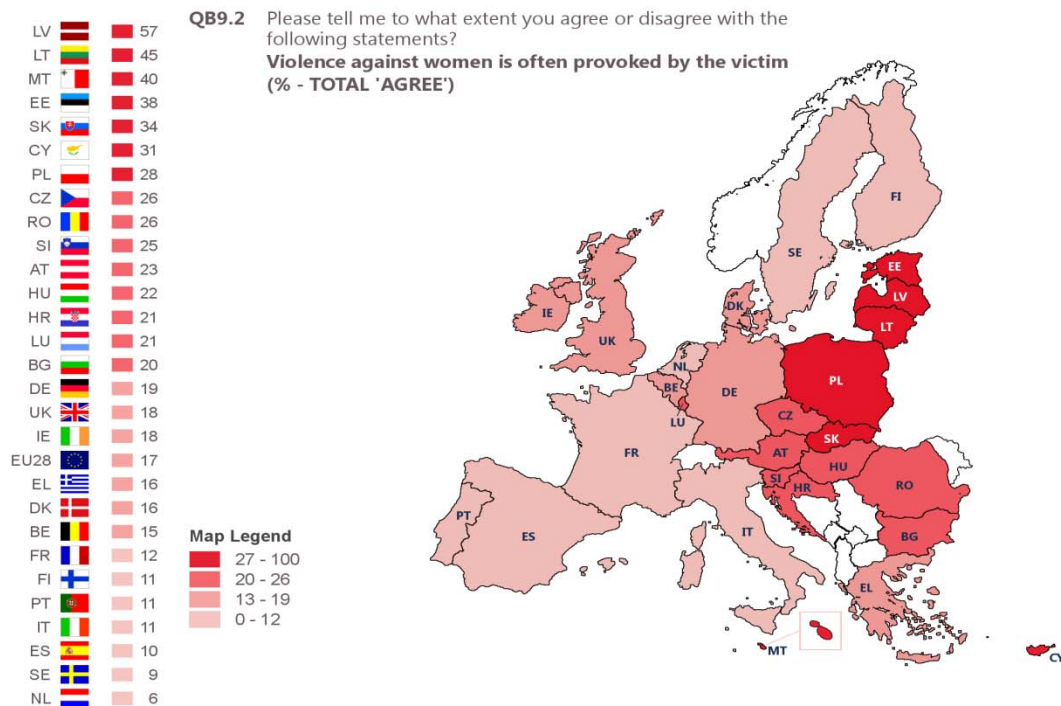 QB9.2 Please tell me to what extent you agree or disagree with the
following statements?
Violence against women is often provoked by the victim
(% - TOTAL 'AGREE')
LV 57
LT 45
MT 40
EE 38
SK 34
CY 31
PL 28
CZ 26
RO 26
SI 25
AT 23
HU 22
HR 21
LU 21
BG 20
DE 19
UK 18
IE 18
EU28 17
EL 16
DK 16
BE 15
FR 12
FI 11
PT 11
IT 11
ES 10
SE 9
NL 6
Map Legend
27 - 100
20 - 26
13 - 19
0 - 12
FI
SE
EE
LV
LT
DK
IE
UK
NL
BE
DE
PL
LU
CZ
SK
FR
AT
HU
SI
HR
RO
PT
ES
IT
BG
EL
MT
CY